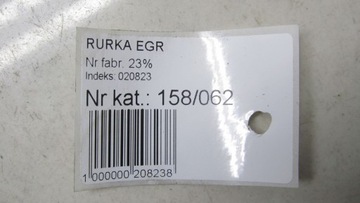 RURKA EGR
Nr fabr. 23%
Indeks: 020823
Nr kat.: 158/062
1 000000 208238